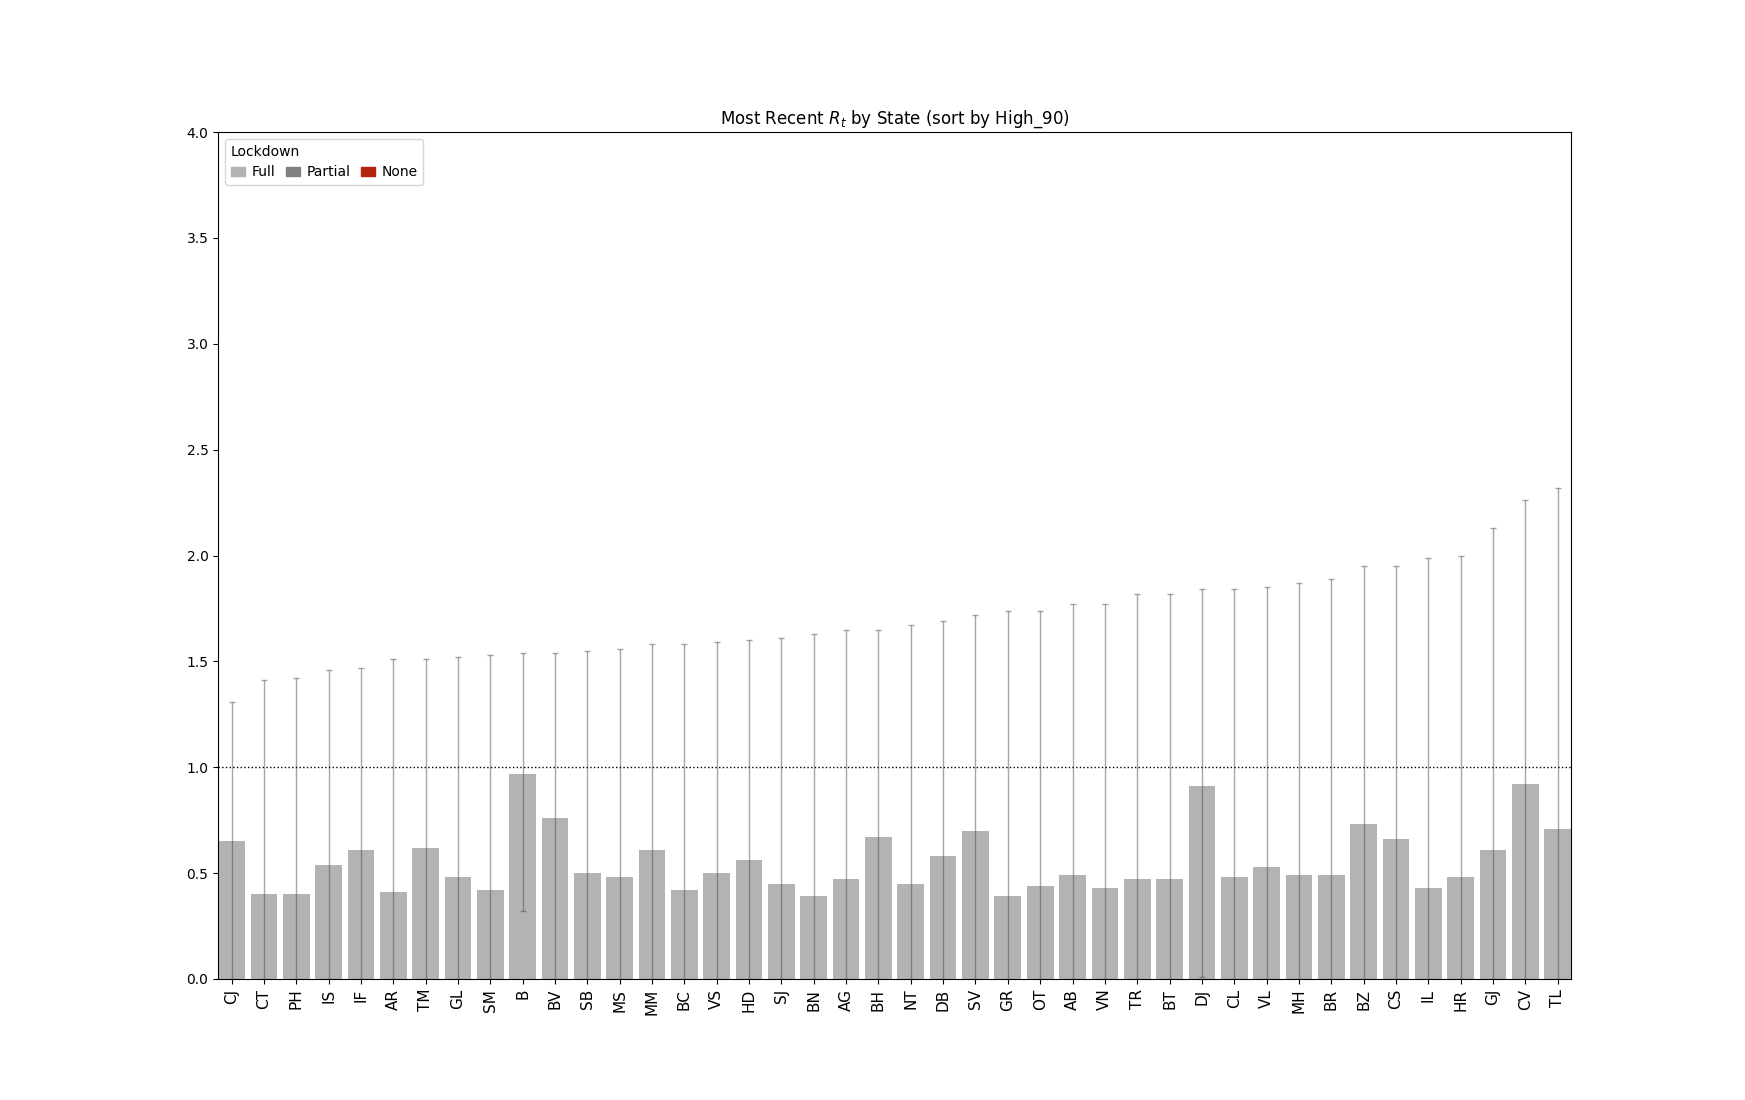 Most Recent R_t by State (sort by High_90)
Lockdown
Full Partial None
4.0
3.5
3.0
2.5
2.0
1.5
1.0
0.5
0.0
CJ CT PH IS IF AR TM GL SM B BV SB MS MM BC VS HD SJ BN AG BH NT DB SV GR OT AB VN TR BT DJ CL VL MH BR BZ CS IL HR GJ CV TL